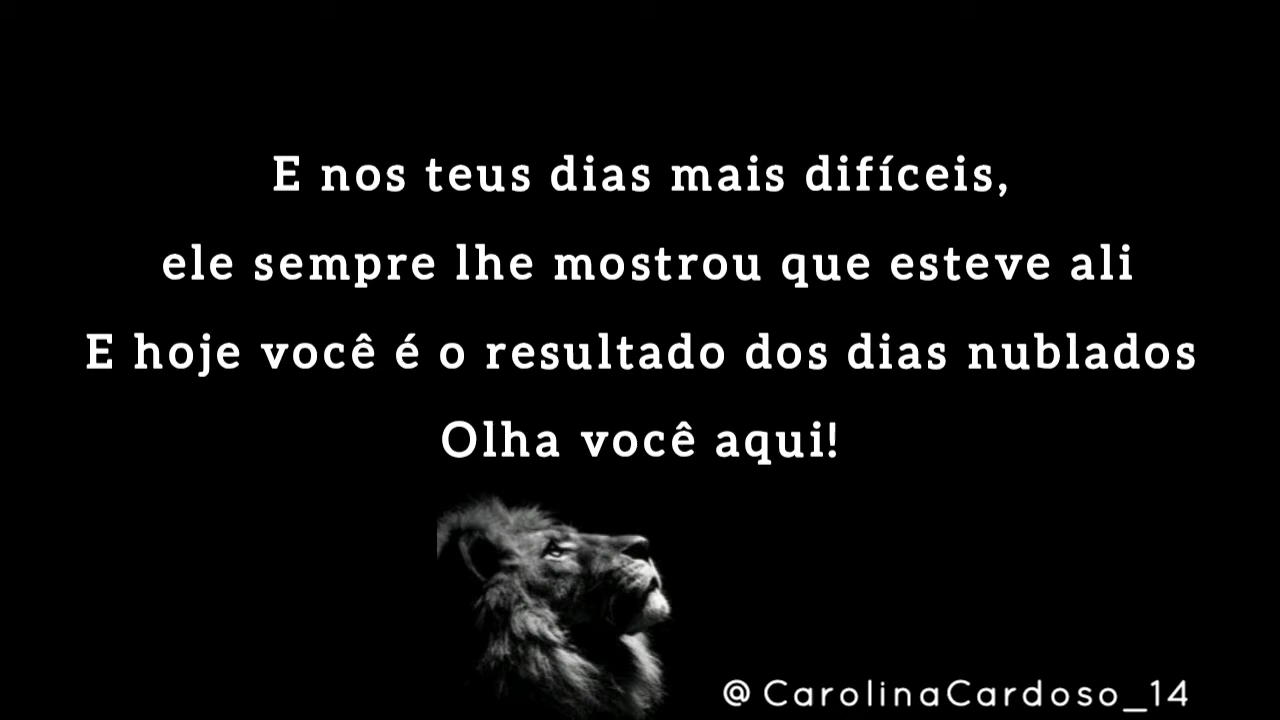 E nos teus dias mais difíceis,
ele sempre lhe mostrou que esteve ali
E hoje você é o resultado dos dias nublados
Olha você aqui!
@CarolinaCardoso_14